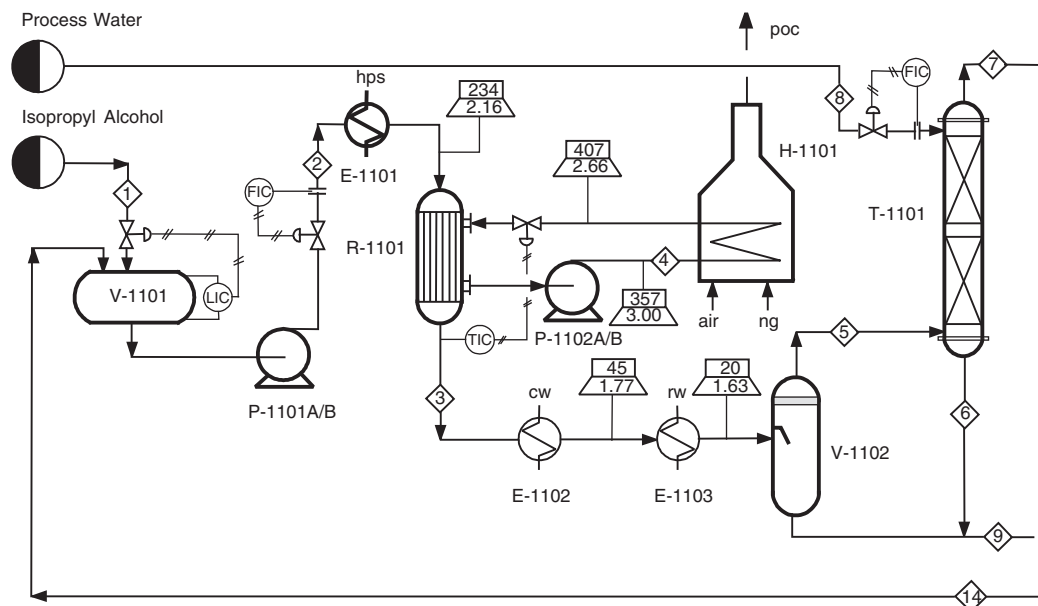 Process Water
Isopropyl Alcohol
1
V-1101
LIC
P-1101A/B
FIC
2
hps
E-1101
234
2.16
R-1101
TIC
3
407
2.66
4
357
3.00
P-1102A/B
poc
H-1101
air
ng
cw
E-1102
45
1.77
rw
E-1103
20
1.63
V-1102
5
8
FIC
7
T-1101
6
9
14